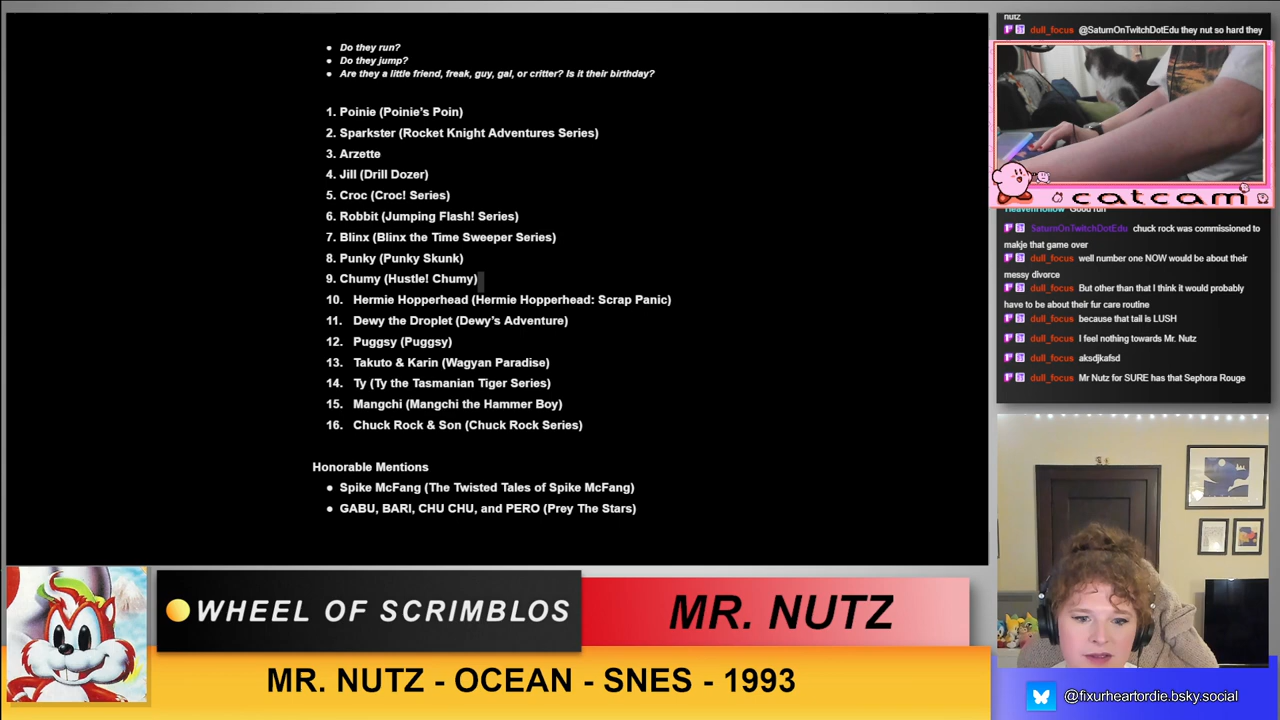 ● Do they run?
● Do they jump?
● Are they a little friend, freak, guy, gal, or critter? Is it their birthday?
1. Poinie (Poinie's Poin)
2. Sparkster (Rocket Knight Adventures Series)
3. Arzette
4. Jill (Drill Dozer)
5. Croc (Croc! Series)
6. Robbit (Jumping Flash! Series)
7. Blinx (Blinx the Time Sweeper Series)
8. Punky (Punky Skunk)
9. Chumy (Hustle! Chumy)
10. Hermie Hopperhead (Hermie Hopperhead: Scrap Panic)
11. Dewy the Droplet (Dewy's Adventure)
12. Puggsy (Puggsy)
13. Takuto & Karin (Wagyan Paradise)
14. Ty (Ty the Tasmanian Tiger Series)
15. Mangchi (Mangchi the Hammer Boy)
16. Chuck Rock & Son (Chuck Rock Series)
Honorable Mentions
● Spike McFang (The Twisted Tales of Spike McFang)
● GABU, BARI, CHU CHU, and PERO (Prey The Stars)
nutz
dull_focus @SaturnOnTwitchDotEdu they nut so hard they
catcam
HeavenHollow Good run
SaturnOnTwitchDotEdu chuck rock was commissioned to
makje that game over
dull_focus well number one NOW would be about their
messy divorce
dull_focus But other than that I think it would probably
have to be about their fur care routine
dull_focus because that tail is LUSH
dull_focus I feel nothing towards Mr. Nutz
dull_focus aksdjkafsd
dull_focus Mr Nutz for SURE has that Sephora Rouge
WHEEL OF SCRIMBLOS
MR. NUTZ
MR. NUTZ - OCEAN - SNES - 1993
@fixurheartordie.bsky.social